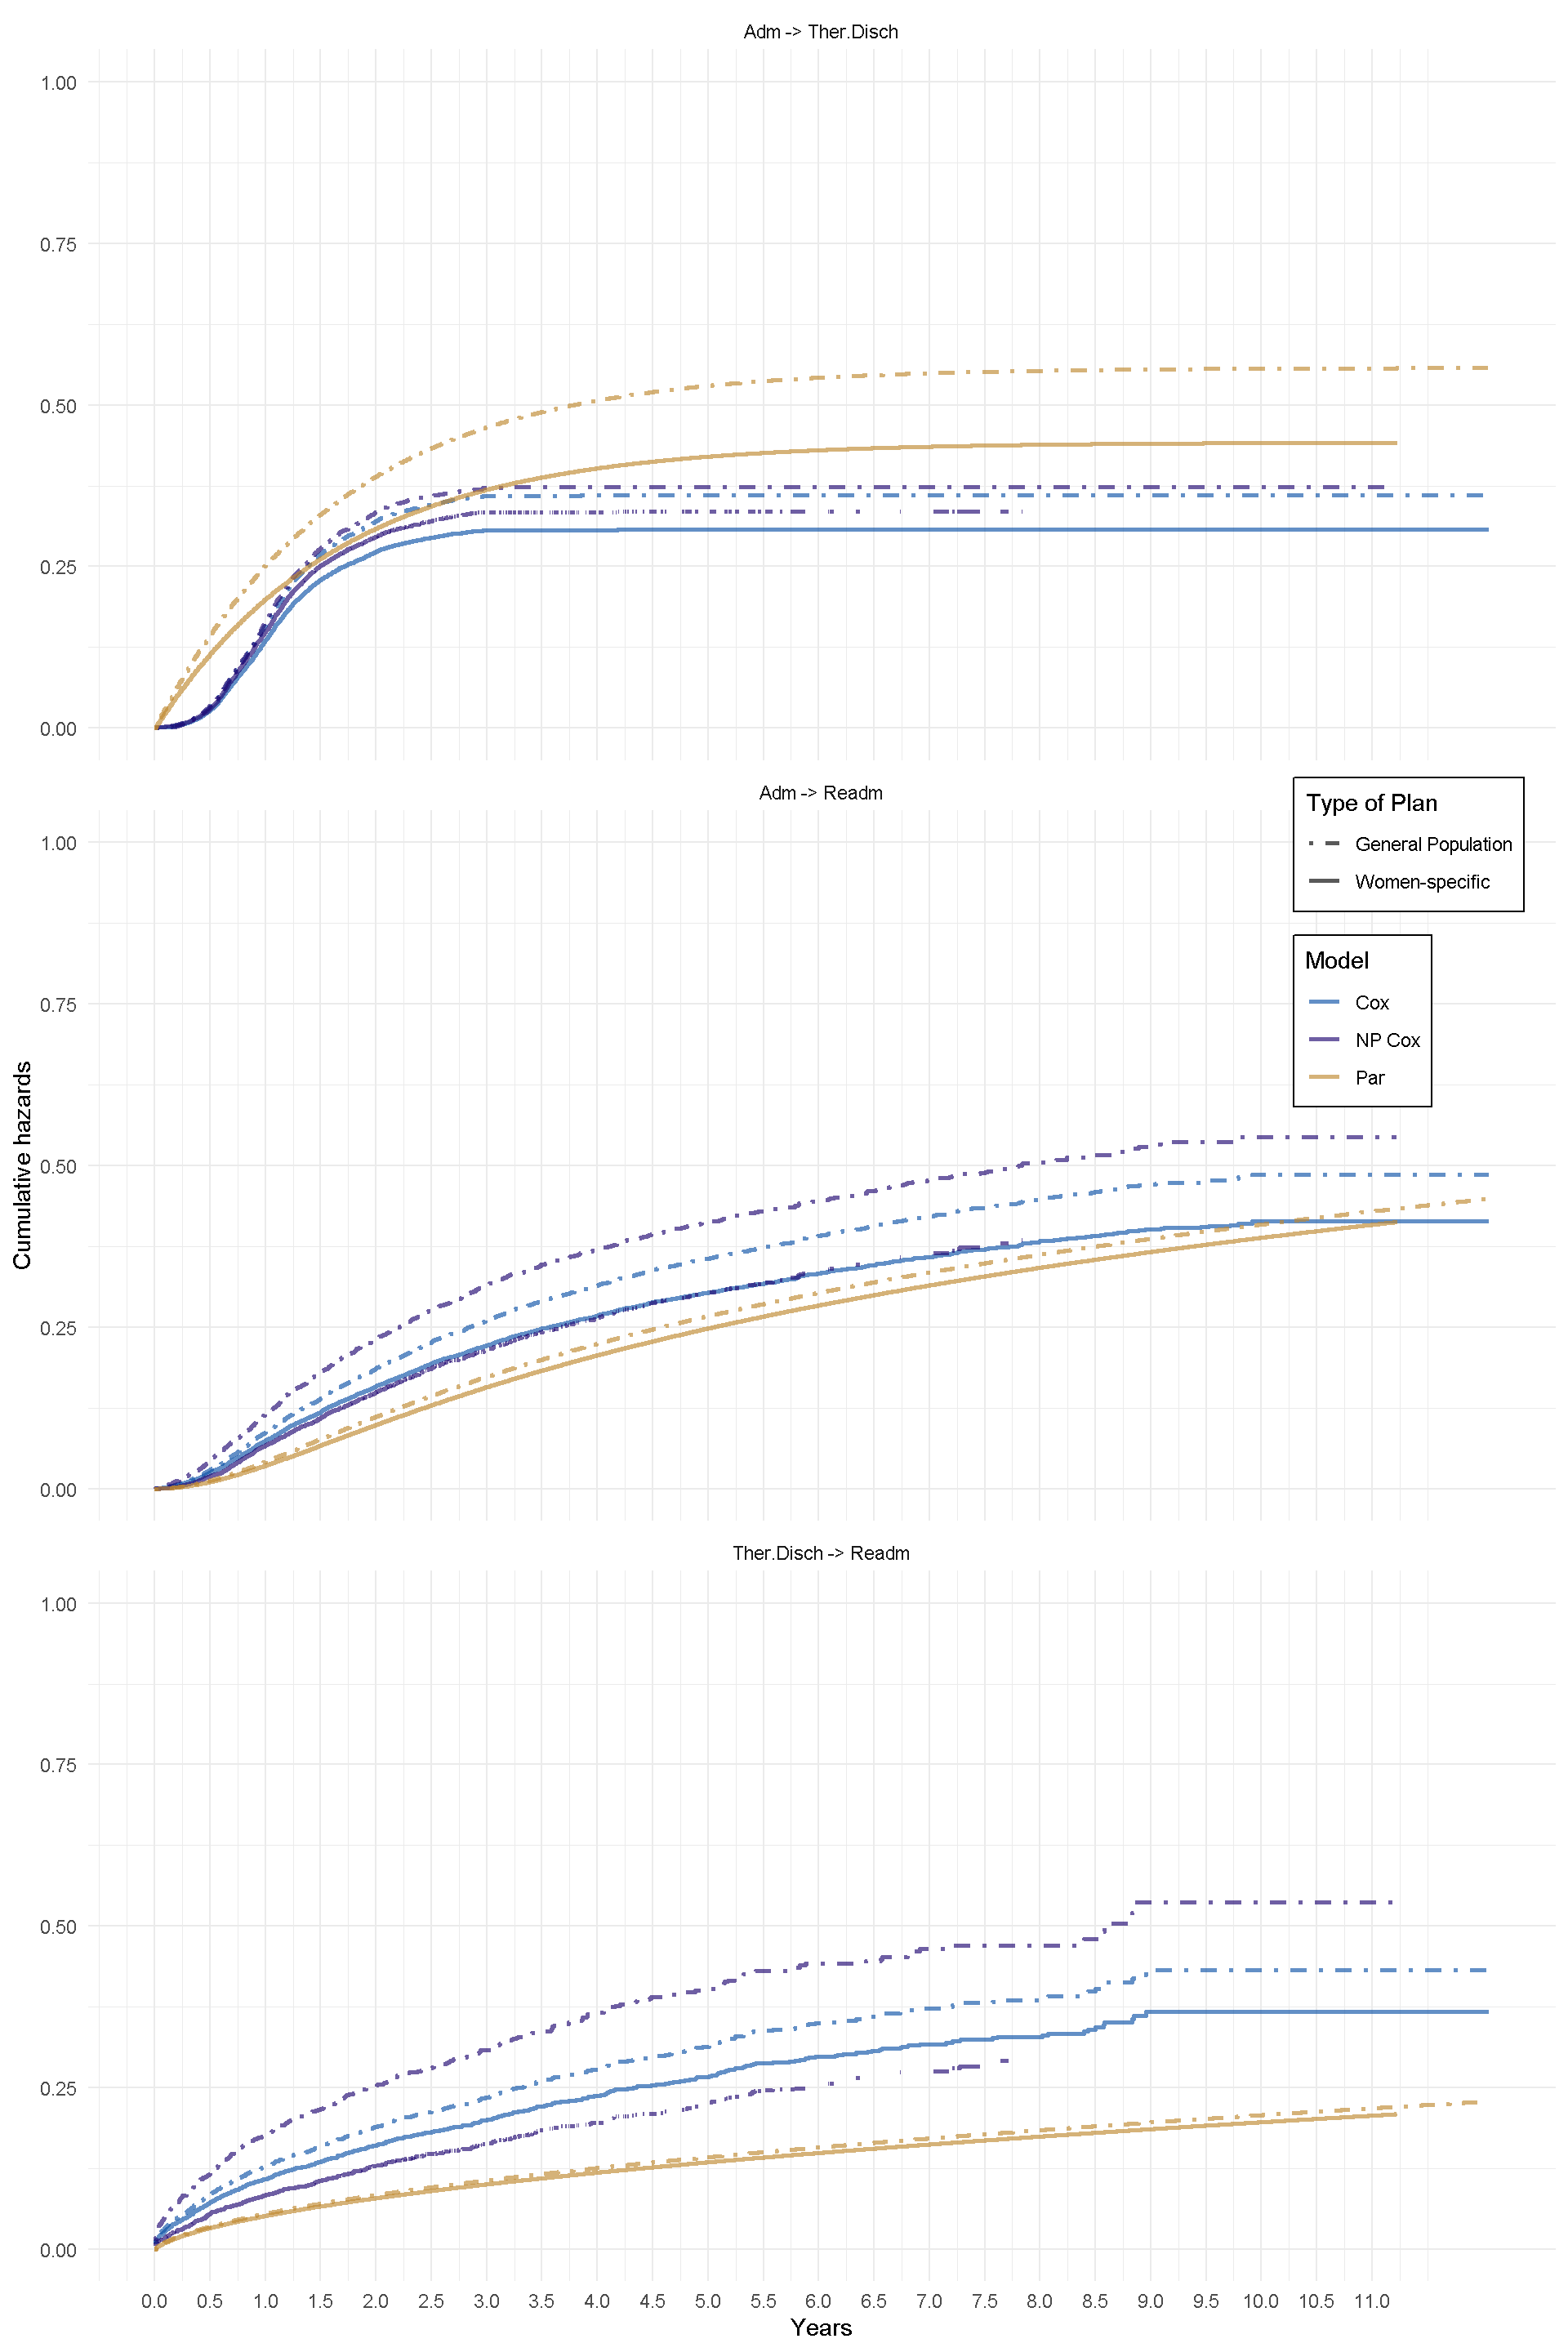 Adm -> Ther.Disch
1.00
0.75
0.50
0.25
0.00
Adm -> Readm
1.00
0.75
0.50
0.25
0.00
Type of Plan
General Population
Women-specific
Model
Cox
NP Cox
Par
Cumulative hazards
Ther.Disch -> Readm
1.00
0.75
0.50
0.25
0.00
0.0 0.5 1.0 1.5 2.0 2.5 3.0 3.5 4.0 4.5 5.0 5.5 6.0 6.5 7.0 7.5 8.0 8.5 9.0 9.5 10.0 10.5 11.0
Years